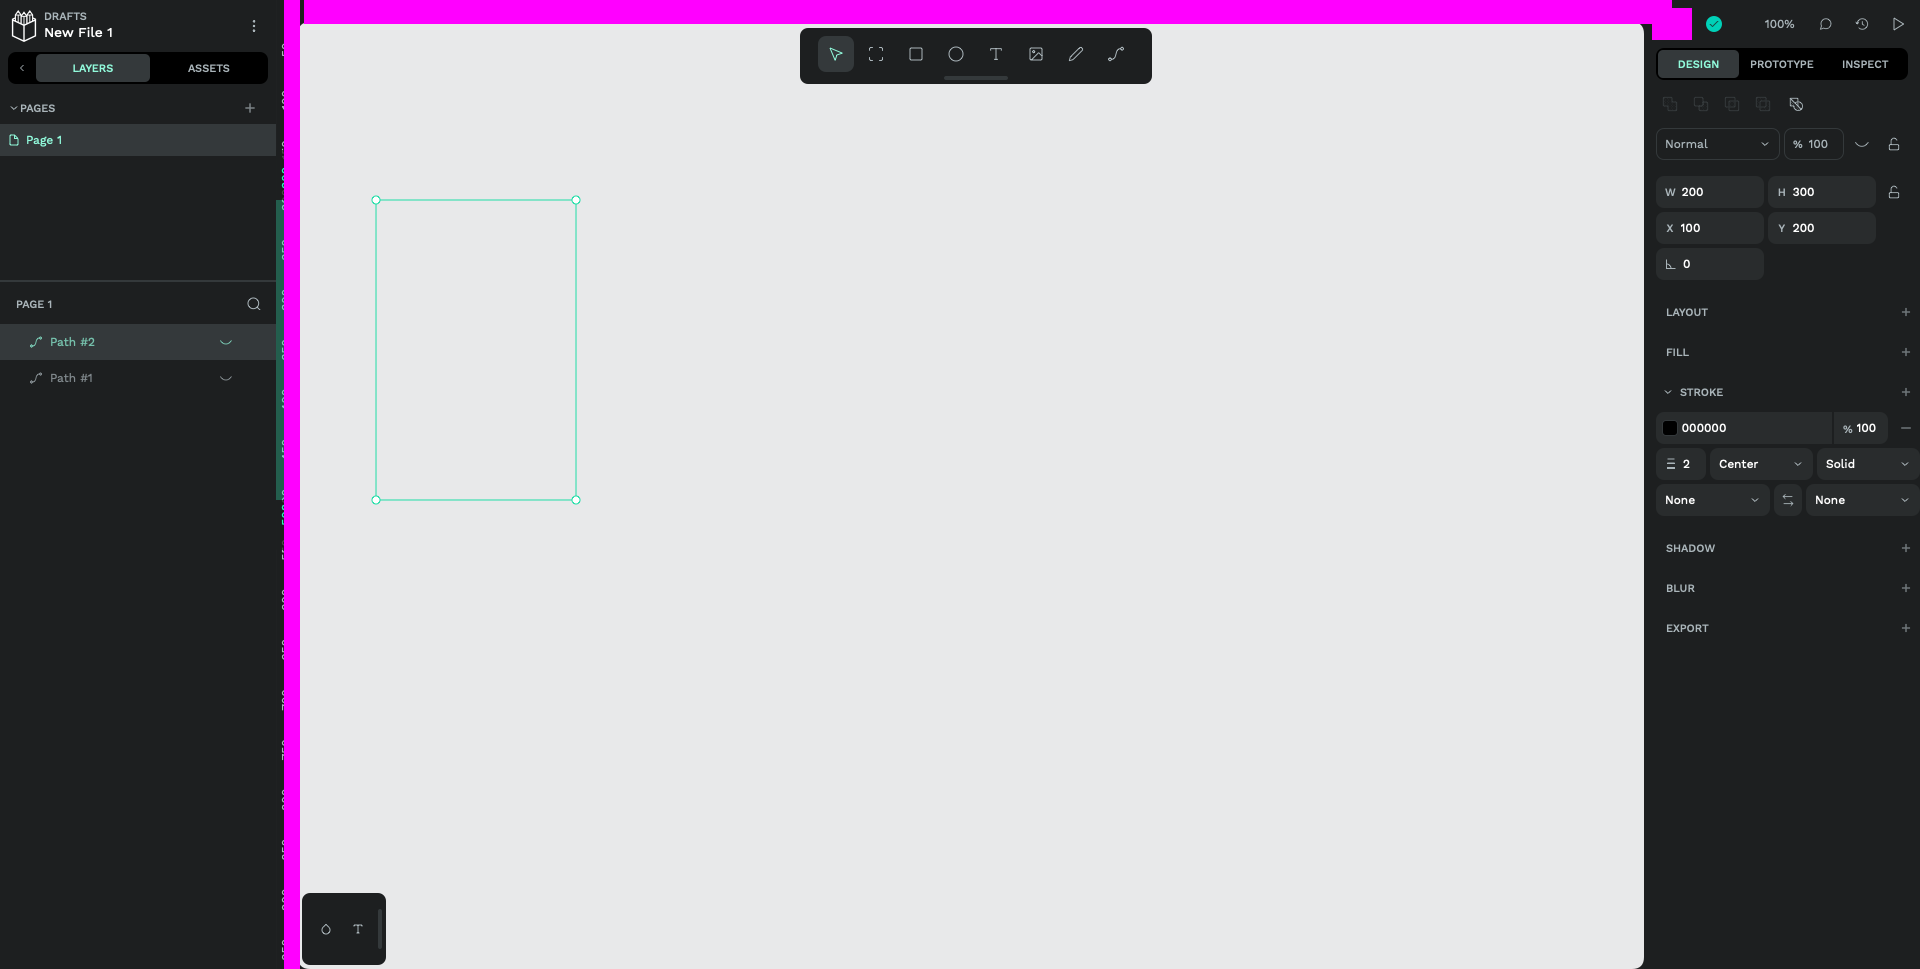 DRAFTS
New File 1
LAYERS
ASSETS
PAGES
Page 1
PAGE 1
Path #2
Path #1
100%
DESIGN
PROTOTYPE
INSPECT
Normal
% 100
W 200
H 300
X 100
Y 200
0
LAYOUT
FILL
STROKE
000000
% 100
2
Center
Solid
None
None
SHADOW
BLUR
EXPORT